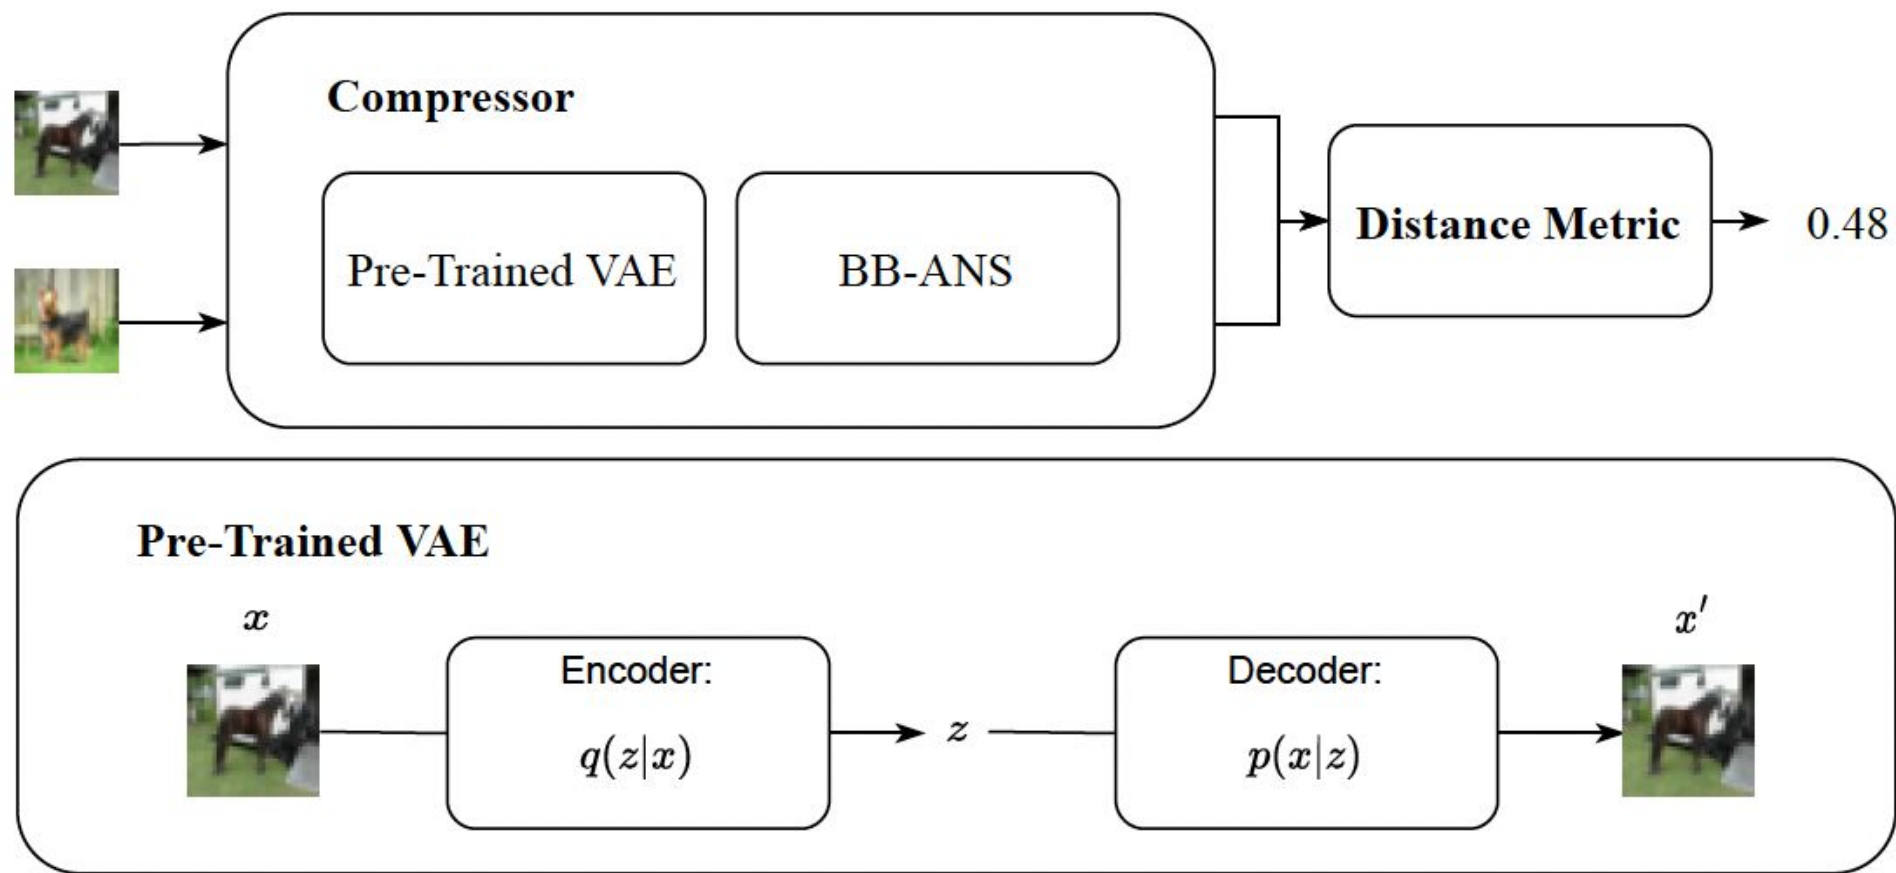 Compressor
Pre-Trained VAE
BB-ANS
Distance Metric
0.48
Pre-Trained VAE
x
Encoder:
q(z|x)
z
Decoder:
p(x|z)
x′